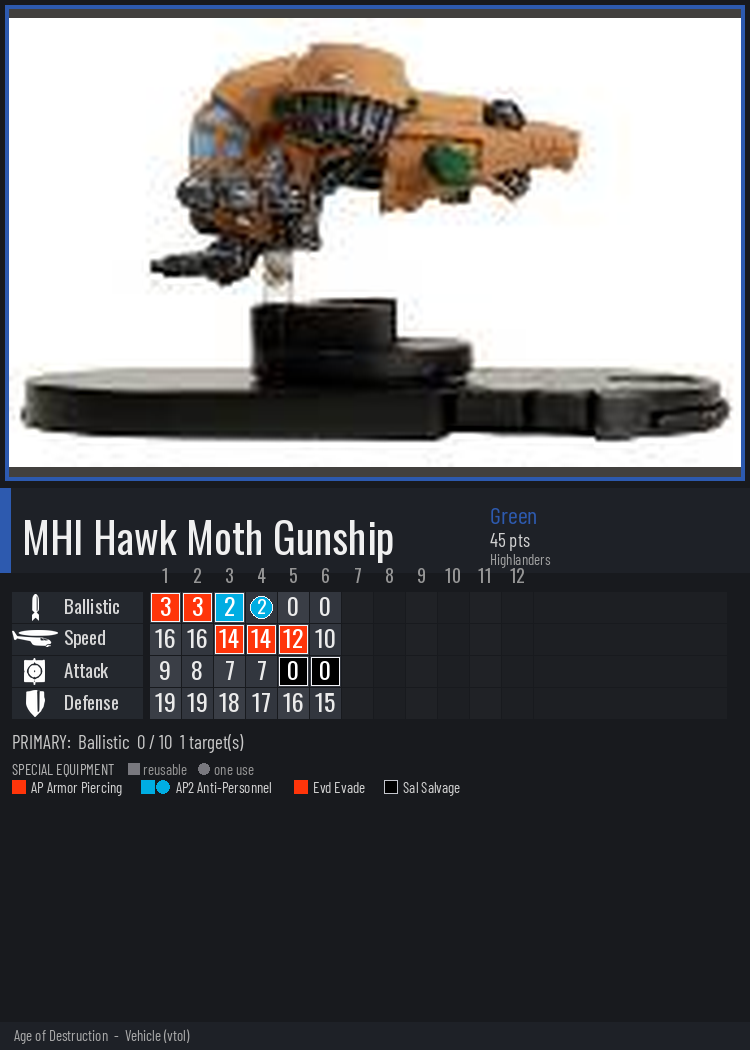 MHI Hawk Moth Gunship
Green
45 pts
Highlanders
1 2 3 4 5 6 7 8 9 10 11 12
Ballistic 3 3 2 2 0 0
Speed 16 16 14 14 12 10
Attack 9 8 7 7 0 0
Defense 19 19 18 17 16 15
PRIMARY: Ballistic 0 / 10 1 target(s)
SPECIAL EQUIPMENT reusable one use
AP Armor Piercing AP2 Anti-Personnel Evd Evade Sal Salvage
Age of Destruction - Vehicle (vtol)